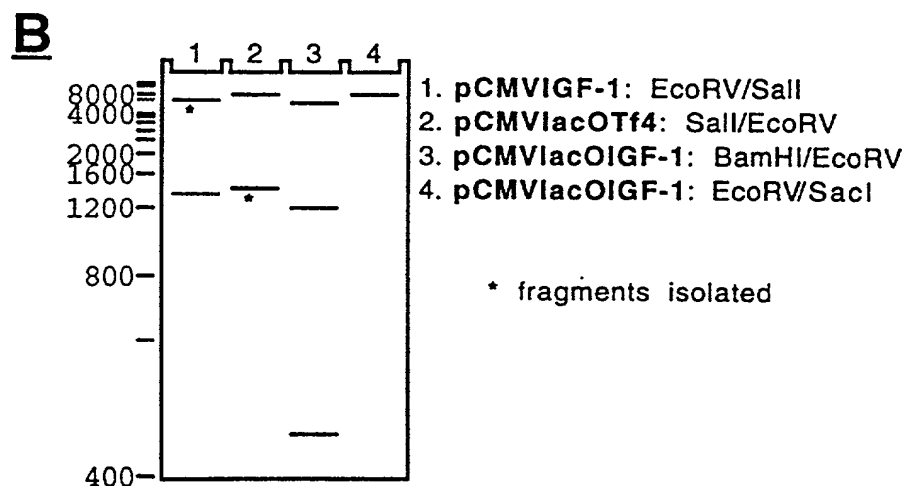 B
1 2 3 4
8000
4000
2000
1600
1200
800
400
1. pCMVIGF-1: EcoRV/SalI
2. pCMVlacOTf4: SalI/EcoRV
3. pCMVlacOIGF-1: BamHI/EcoRV
4. pCMVlacOIGF-1: EcoRV/SacI
* fragments isolated
*
*